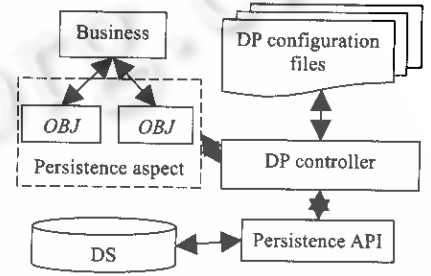 Business
DP configuration
files
OBJ
OBJ
Persistence aspect
DP controller
DS
Persistence API